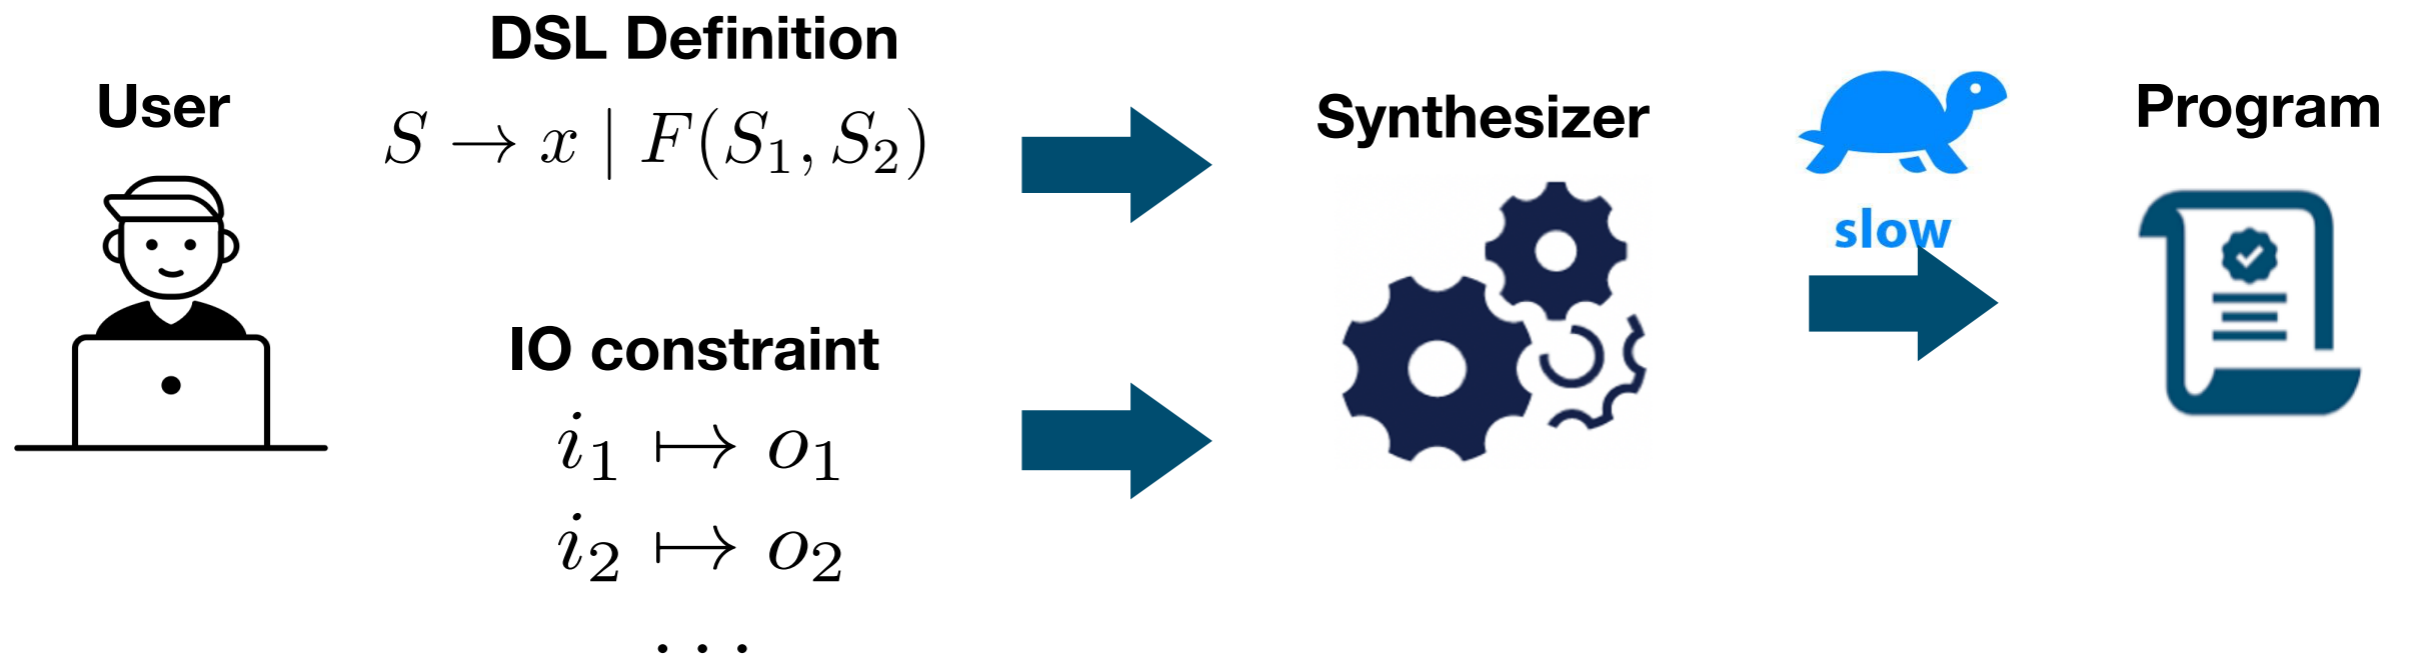 User
DSL Definition
S → x | F(S₁, S₂)
IO constraint
i₁ ↦ o₁
i₂ ↦ o₂
...
Synthesizer
slow
Program